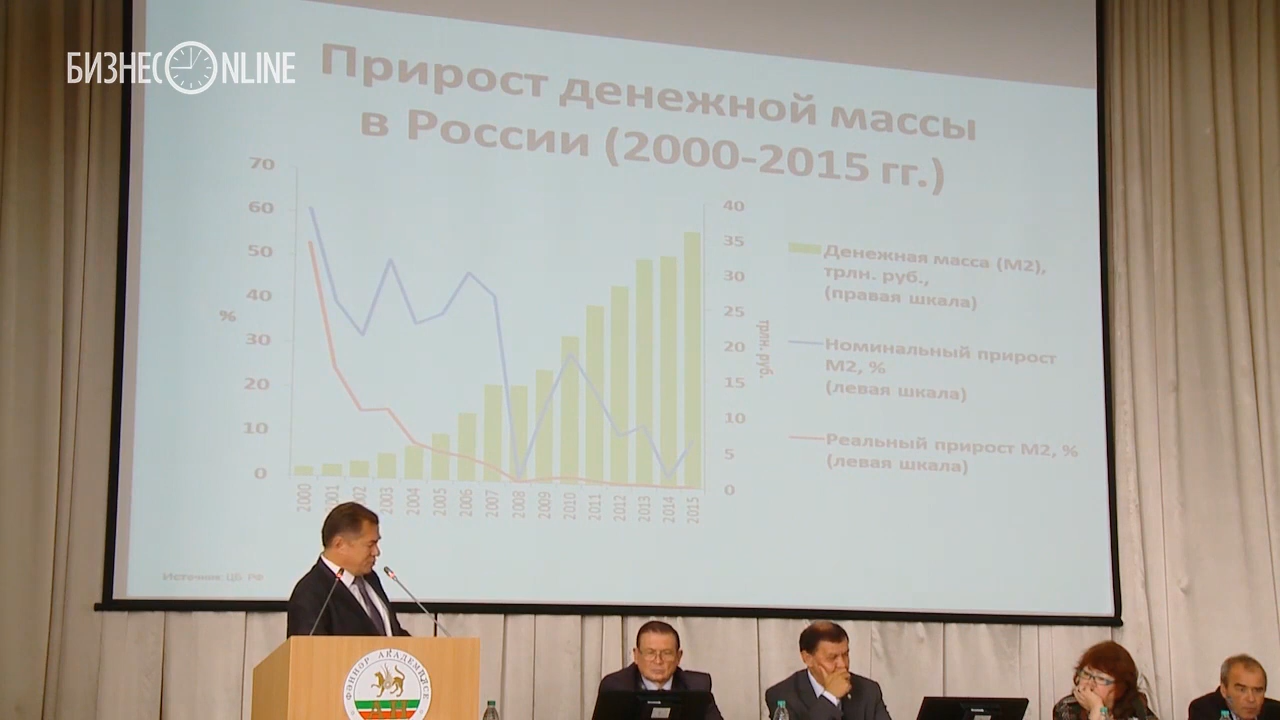 БИЗНЕС ONLINE
Прирост денежной массы
в России (2000-2015 гг.)
70
60
50
40
30
20
10
0
%
40
35
30
25
20
15
10
5
0
трлн. руб.
2000
2001
2002
2003
2004
2005
2006
2007
2008
2009
2010
2011
2012
2013
2014
2015
Денежная масса (М2),
трлн. руб.,
(правая шкала)
Номинальный прирост
М2, %
(левая шкала)
Реальный прирост М2, %
(левая шкала)
Источник ЦБ РФ
ФӘННӘР АКАДЕМИЯСЕ